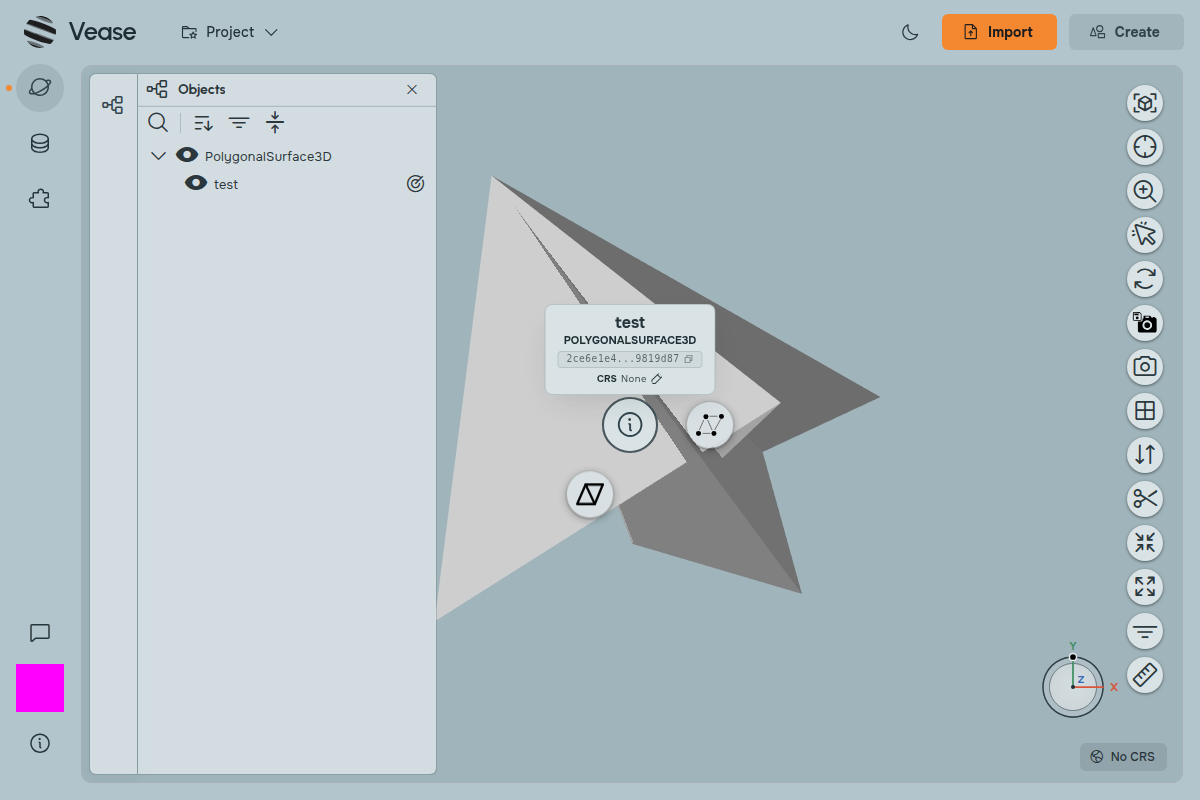 Vease
Project
Import
Create
Objects
PolygonalSurface3D
test
test
POLYGONALSURFACE3D
2ce6e1e4...9819d87
CRS None
Y
Z
X
No CRS